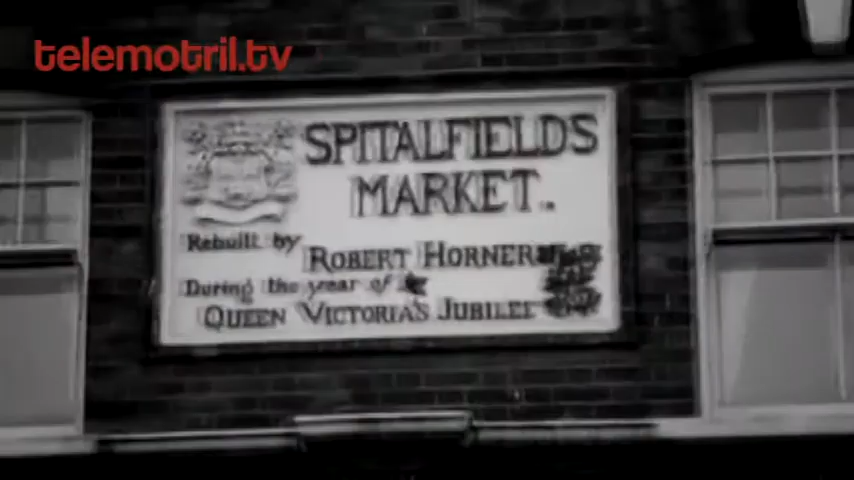 telemotril.tv
SPITALFIELDS
MARKET.
Rebuilt by
ROBERT HORNER
During the year of
QUEEN VICTORIA'S JUBILEE